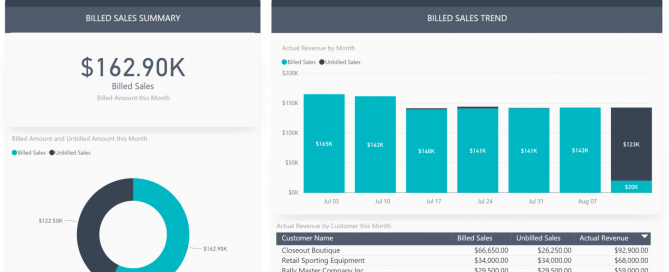 BILLED SALES SUMMARY
$162.90K
Billed Sales
Billed Amount this Month
Billed Amount and Unbilled Amount this Month
Billed Sales Unbilled Sales
$122.50K
$162.90K
BILLED SALES TREND
Actual Revenue by Month
Billed Sales Unbilled Sales
$200K
$150K
$100K
$50K
$0K
$165K $162K $140K $141K $141K $143K $123K
$20K
Jul 03 Jul 10 Jul 17 Jul 24 Jul 31 Aug 07
Actual Revenue by Customer this Month
Customer Name Billed Sales Unbilled Sales Actual Revenue
Closeout Boutique $66,650.00 $26,250.00 $92,900.00
Retail Sporting Equipment $34,000.00 $34,000.00 $68,000.00
Rally Master Company Inc $29,500.00 $29,500.00 $59,000.00